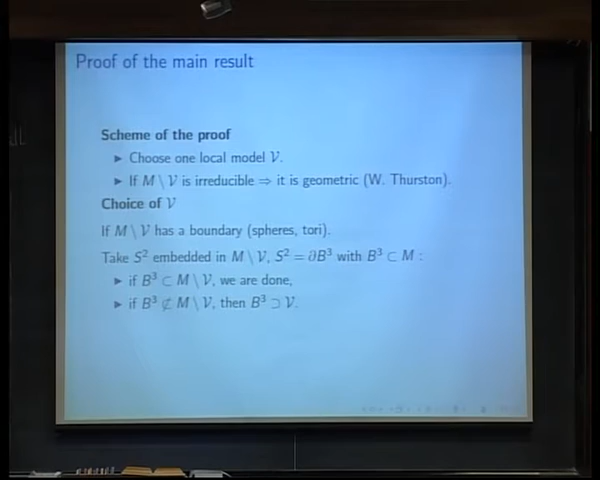 Proof of the main result
Scheme of the proof
▶ Choose one local model 𝒱.
▶ If M \ 𝒱 is irreducible ⇒ it is geometric (W. Thurston).
Choice of 𝒱
If M \ 𝒱 has a boundary (spheres, tori).
Take S² embedded in M \ 𝒱, S² = ∂B³ with B³ ⊂ M :
▶ if B³ ⊂ M \ 𝒱, we are done,
▶ if B³ ⊄ M \ 𝒱, then B³ ⊃ 𝒱.